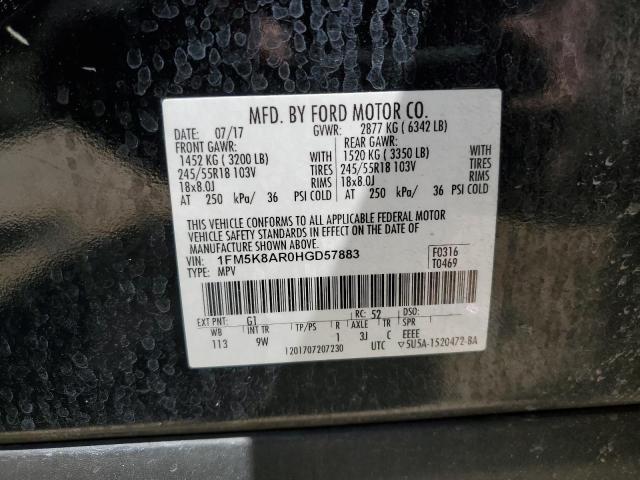 MFD. BY FORD MOTOR CO.
DATE: 07/17 GVWR: 2877 KG ( 6342 LB)
FRONT GAWR: REAR GAWR:
1452 KG ( 3200 LB) WITH 1520 KG ( 3350 LB) WITH
245/55R18 103V TIRES 245/55R18 103V TIRES
18x8.0J RIMS 18x8.0J RIMS
AT 250 kPa/ 36 PSI COLD AT 250 kPa/ 36 PSI COLD
THIS VEHICLE CONFORMS TO ALL APPLICABLE FEDERAL MOTOR
VEHICLE SAFETY STANDARDS IN EFFECT ON THE DATE OF
MANUFACTURE SHOWN ABOVE.
VIN: 1FM5K8AR0HGD57883 F0316
TYPE: MPV T0469
EXT PNT: G1 RC: 52
WB INT TR TP/PS R AXLE TR SPR
113 9W 1 3J C EEEE
1201707207230 UTC ▽5U5A-1520472-BA